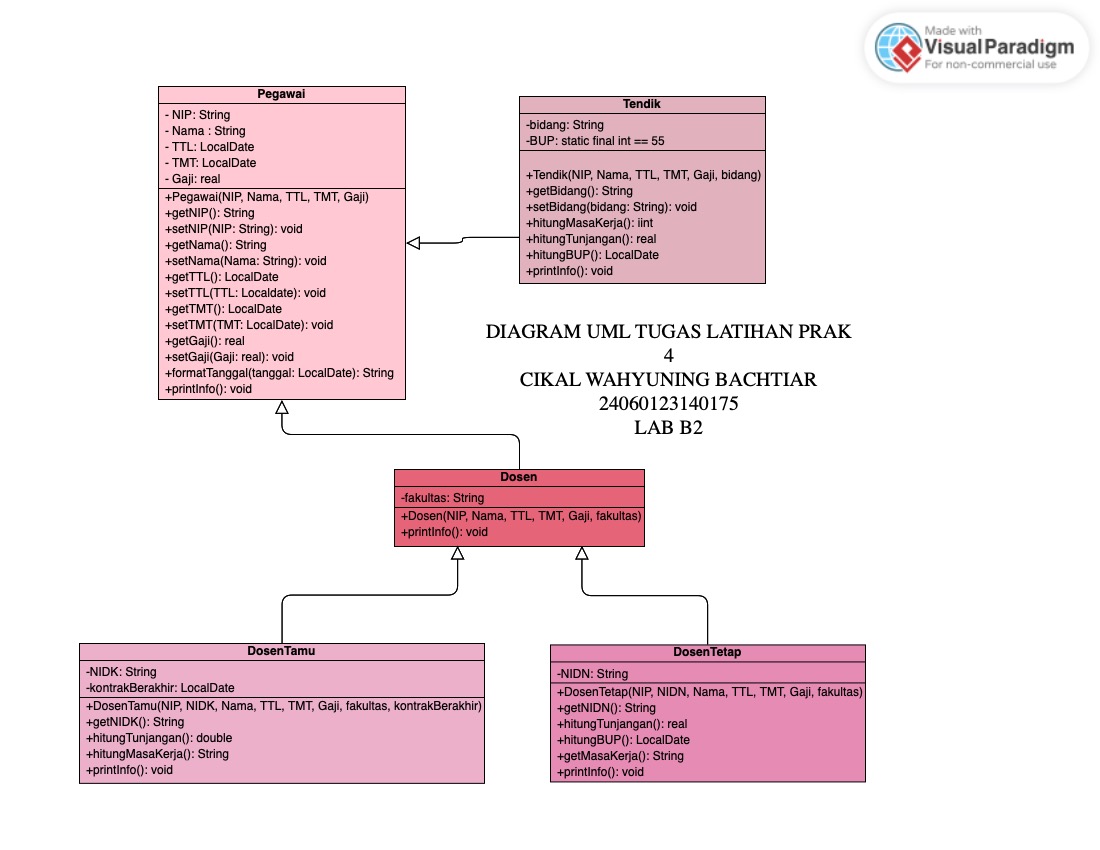 Made with
Visual Paradigm
For non-commercial use
Pegawai
- NIP: String
- Nama : String
- TTL: LocalDate
- TMT: LocalDate
- Gaji: real
+Pegawai(NIP, Nama, TTL, TMT, Gaji)
+getNIP(): String
+setNIP(NIP: String): void
+getNama(): String
+setNama(Nama: String): void
+getTTL(): LocalDate
+setTTL(TTL: Localdate): void
+getTMT(): LocalDate
+setTMT(TMT: LocalDate): void
+getGaji(): real
+setGaji(Gaji: real): void
+formatTanggal(tanggal: LocalDate): String
+printInfo(): void
Tendik
-bidang: String
-BUP: static final int == 55
+Tendik(NIP, Nama, TTL, TMT, Gaji, bidang)
+getBidang(): String
+setBidang(bidang: String): void
+hitungMasaKerja(): iint
+hitungTunjangan(): real
+hitungBUP(): LocalDate
+printInfo(): void
DIAGRAM UML TUGAS LATIHAN PRAK
4
CIKAL WAHYUNING BACHTIAR
24060123140175
LAB B2
Dosen
-fakultas: String
+Dosen(NIP, Nama, TTL, TMT, Gaji, fakultas)
+printInfo(): void
DosenTamu
-NIDK: String
-kontrakBerakhir: LocalDate
+DosenTamu(NIP, NIDK, Nama, TTL, TMT, Gaji, fakultas, kontrakBerakhir)
+getNIDK(): String
+hitungTunjangan(): double
+hitungMasaKerja(): String
+printInfo(): void
DosenTetap
-NIDN: String
+DosenTetap(NIP, NIDN, Nama, TTL, TMT, Gaji, fakultas)
+getNIDN(): String
+hitungTunjangan(): real
+hitungBUP(): LocalDate
+getMasaKerja(): String
+printInfo(): void